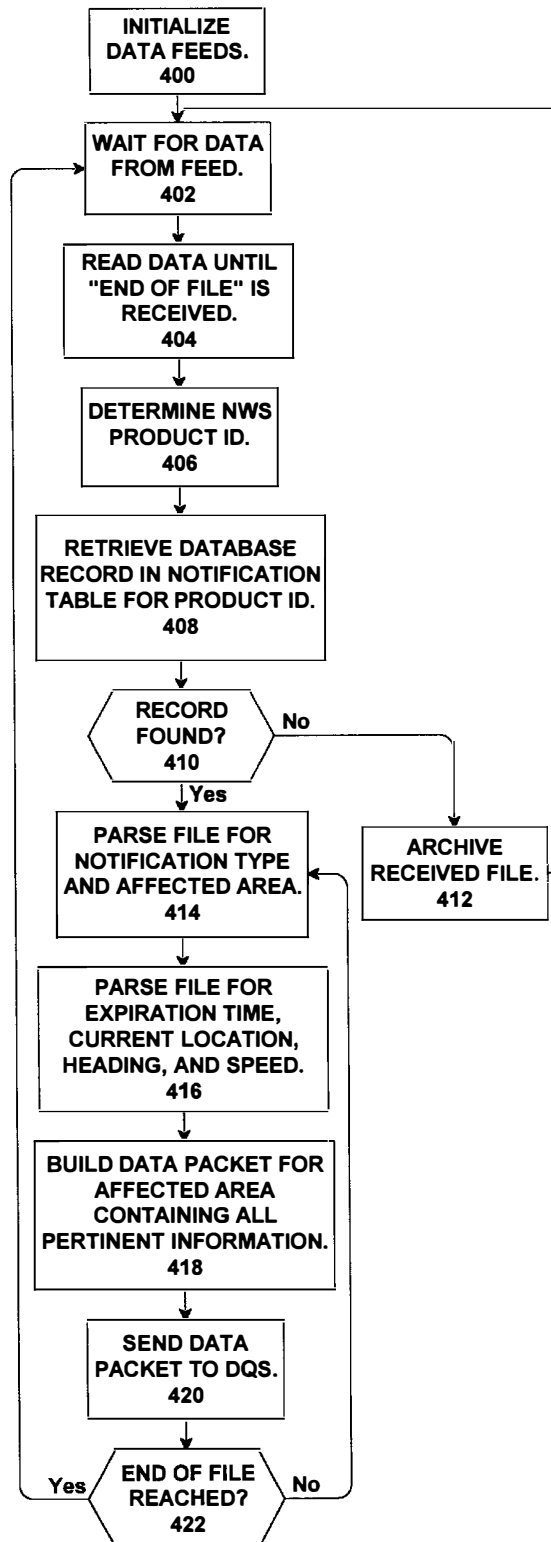 INITIALIZE
DATA FEEDS.
400
WAIT FOR DATA
FROM FEED.
402
READ DATA UNTIL
"END OF FILE" IS
RECEIVED.
404
DETERMINE NWS
PRODUCT ID.
406
RETRIEVE DATABASE
RECORD IN NOTIFICATION
TABLE FOR PRODUCT ID.
408
RECORD
FOUND?
410
No
Yes
ARCHIVE
RECEIVED FILE.
412
PARSE FILE FOR
NOTIFICATION TYPE
AND AFFECTED AREA.
414
PARSE FILE FOR
EXPIRATION TIME,
CURRENT LOCATION,
HEADING, AND SPEED.
416
BUILD DATA PACKET FOR
AFFECTED AREA
CONTAINING ALL
PERTINENT INFORMATION.
418
SEND DATA
PACKET TO DQS.
420
Yes
END OF FILE
REACHED?
422
No